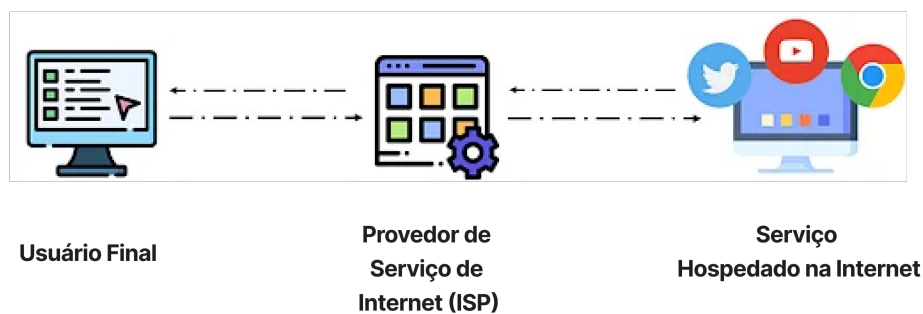 Usuário Final
Provedor de
Serviço de
Internet (ISP)
Serviço
Hospedado na Internet